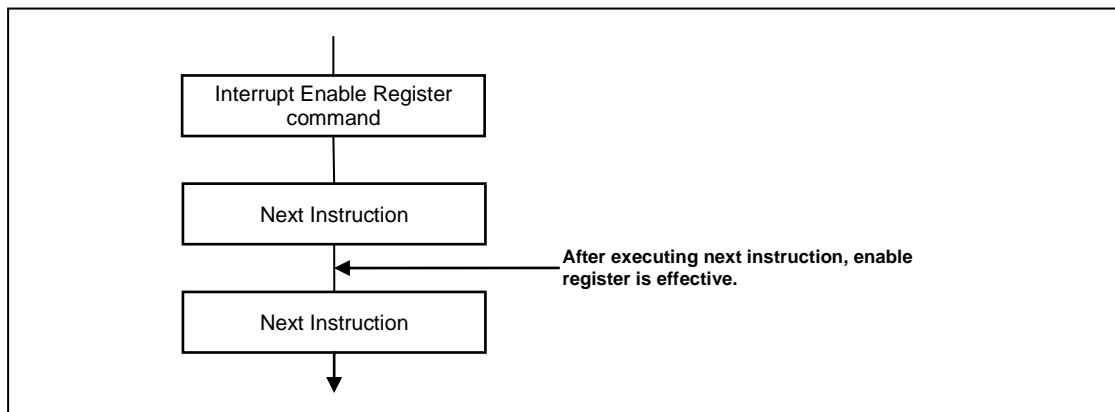 Interrupt Enable Register
command
Next Instruction
After executing next instruction, enable
register is effective.
Next Instruction